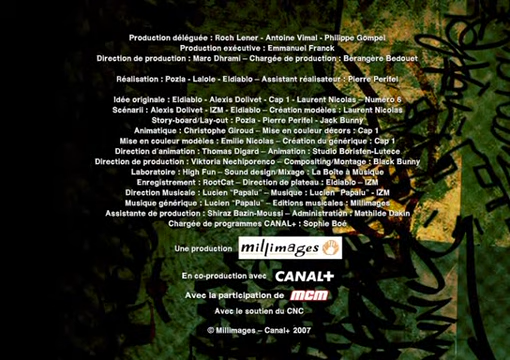 Production déléguée : Roch Lener - Antoine Vimal - Philippe Gompel
Production exécutive : Emmanuel Franck
Direction de production : Marc Dhrami – Chargée de production : Bérangère Bedouet
Réalisation : Pozla - Lalole - Eldiablo – Assistant réalisateur : Pierre Perifel
Idée originale : Eldiablo - Alexis Dolivet - Cap 1 - Laurent Nicolas – Numéro 6
Scénarii : Alexis Dolivet - IZM - Eldiablo – Création modèles : Laurent Nicolas
Story-board/Lay-out : Pozla - Pierre Perifel - Jack Bunny
Animatique : Christophe Giroud – Mise en couleur décors : Cap 1
Mise en couleur modèles : Emilie Nicolas – Création du générique : Cap 1
Direction d'animation : Thomas Digard – Animation : Studio Borisfen-Lutece
Direction de production : Viktoria Nechiporenco – Compositing/Montage : Black Bunny
Laboratoire : High Fun – Sound design/Mixage : La Boîte à Musique
Enregistrement : RootCat – Direction de plateau : Eldiablo – IZM
Direction Musicale : Lucien "Papalu" – Musique : Lucien "Papalu" - IZM
Musique générique : Lucien "Papalu" – Editions musicales : Millimages
Assistante de production : Shiraz Bazin-Moussi – Administration : Mathilde Dakin
Chargée de programmes CANAL+ : Sophie Boé
Une production millimages
En co-production avec CANAL+
Avec la participation de mcm
Avec le soutien du CNC
© Millimages – Canal+ 2007